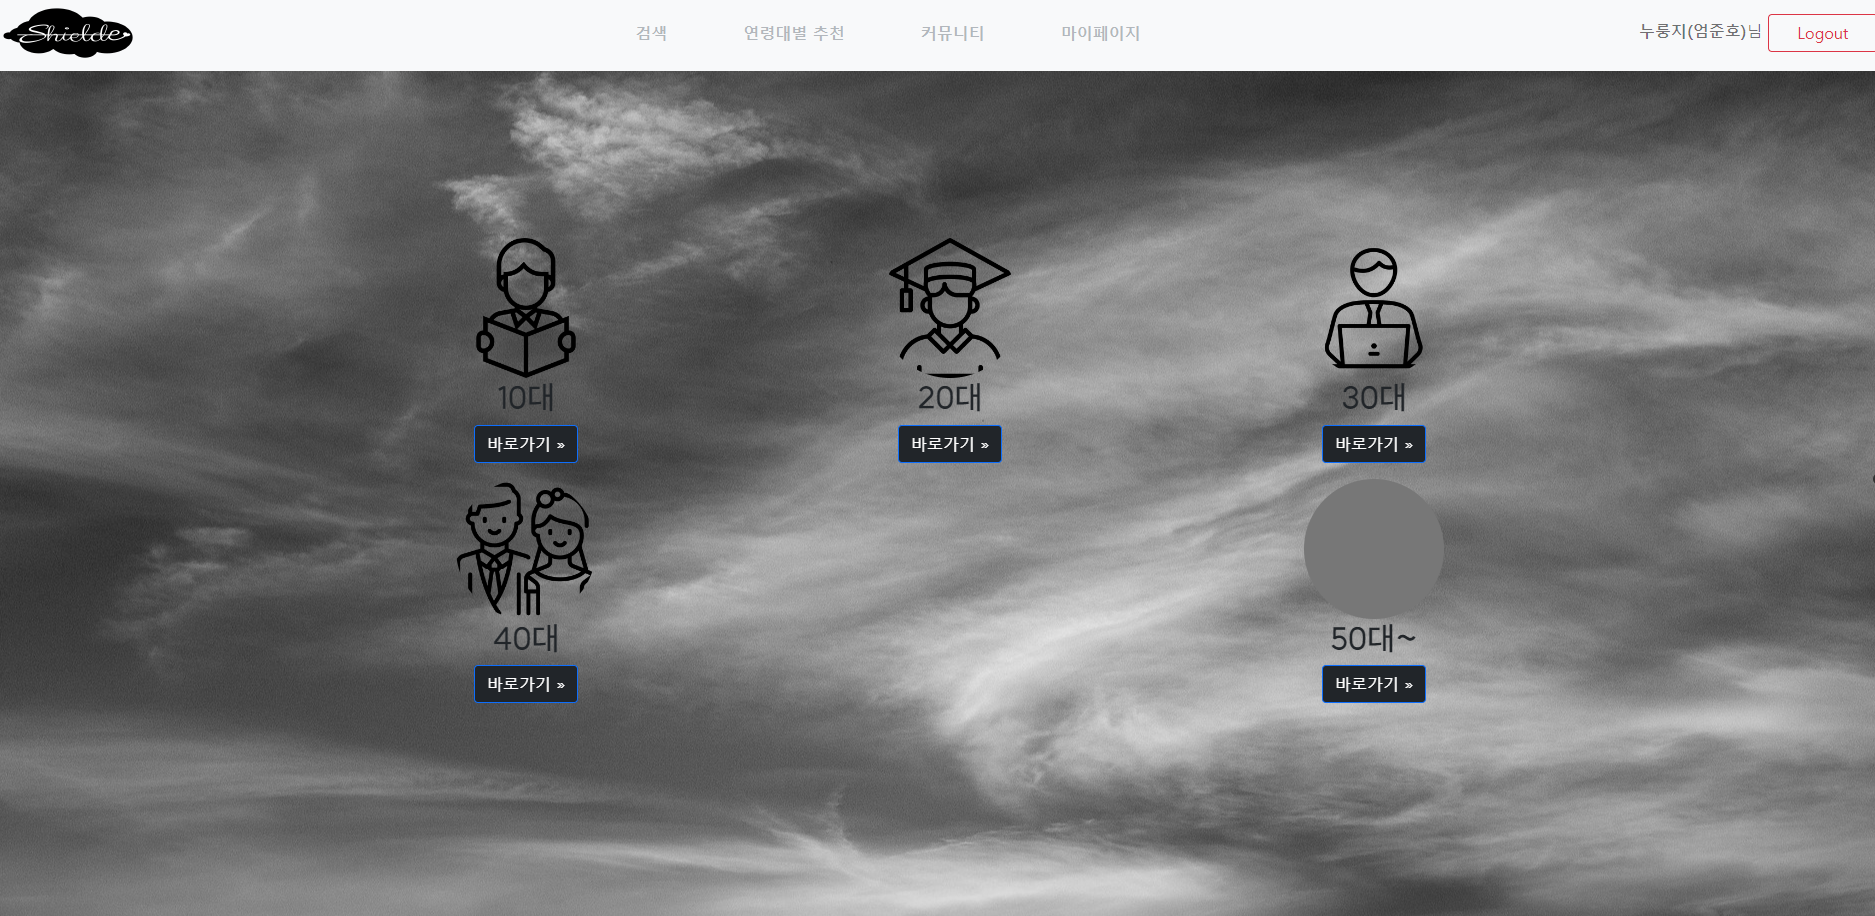 Shielde
검색 연령대별 추천 커뮤니티 마이페이지
누룽지(엄준호)님 Logout
10대 20대 30대
바로가기 » 바로가기 » 바로가기 »
40대 50대~
바로가기 » 바로가기 »